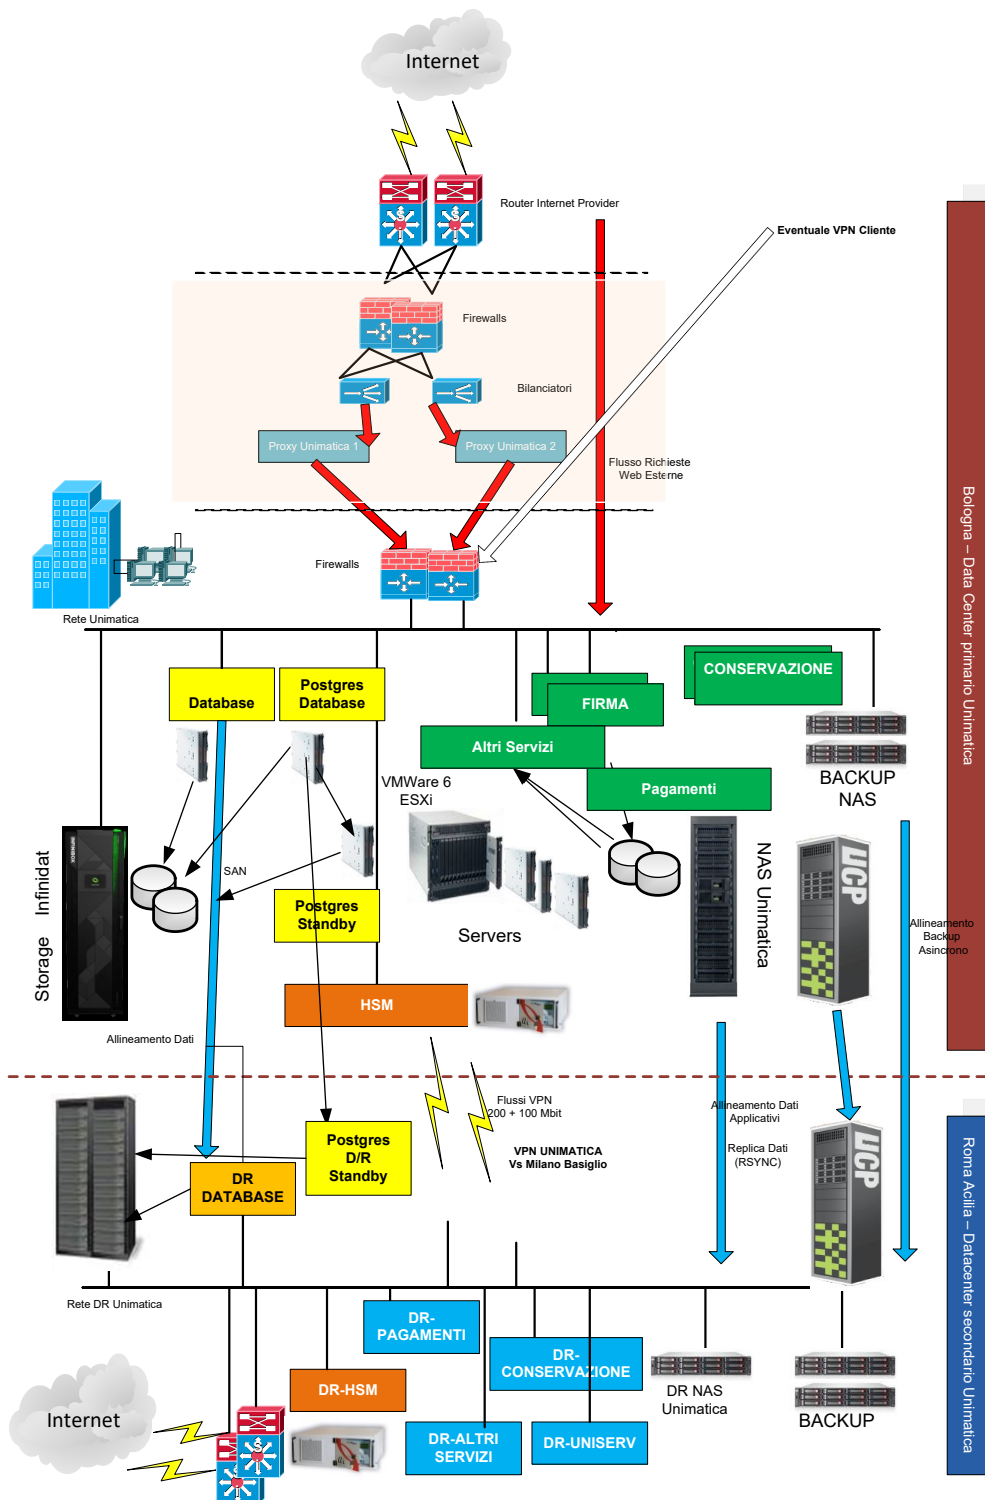 Internet
Router Internet Provider
Eventuale VPN Cliente
Firewalls
Bilanciatori
Proxy Unimatica 1
Proxy Unimatica 2
Flusso Richieste
Web Esterne
Firewalls
Rete Unimatica
Bologna – Data Center primario Unimatica
Database
Postgres
Database
FIRMA
CONSERVAZIONE
Altri Servizi
Pagamenti
BACKUP
NAS
VMWare 6
ESXi
Storage Infinidat
SAN
Postgres
Standby
Servers
NAS Unimatica
UCP
Allineamento
Backup
Asincrono
HSM
Allineamento Dati
Flussi VPN
200 + 100 Mbit
VPN UNIMATICA
Vs Milano Basiglio
Allineamento Dati
Applicativi
Replica Dati
(RSYNC)
UCP
Postgres
D/R
Standby
DR
DATABASE
Roma Acilia – Datacenter secondario Unimatica
Rete DR Unimatica
DR-
PAGAMENTI
DR-
CONSERVAZIONE
DR-HSM
DR NAS
Unimatica
BACKUP
Internet
DR-ALTRI
SERVIZI
DR-UNISERV